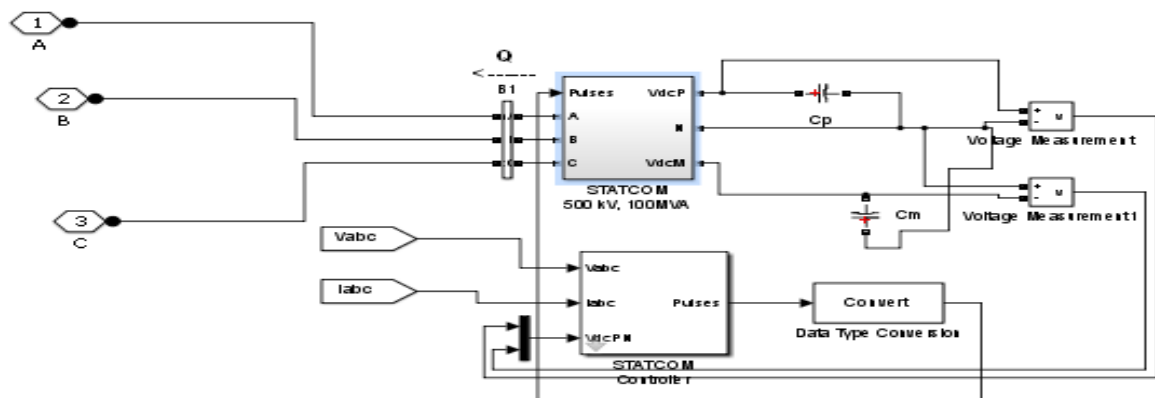 1
A
2
B
3
C
Q
<------
B1
Pulses
A
B
C
VdcP
N
VdcM
STATCOM
500 kV, 100MVA
Cp
Cm
+
-
Voltage Measurement
+
-
Voltage Measurement1
Vabc
Iabc
Vabc
Iabc
VdcPN
Pulses
STATCOM
Controller
Convert
Data Type Conversion